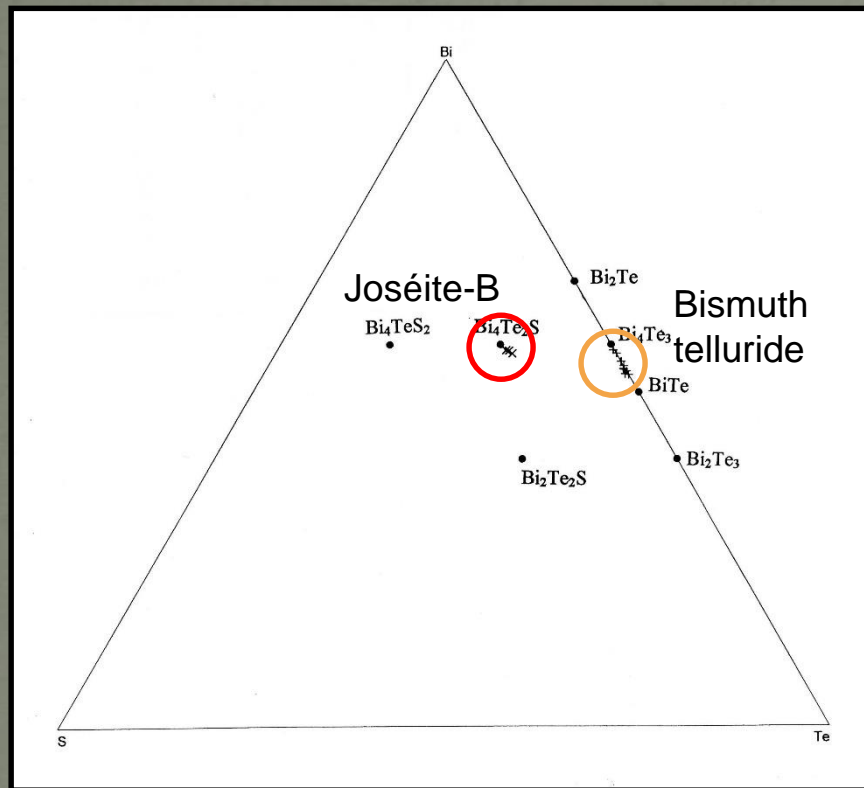 Bi
Bi₂Te
Joséite-B
Bismuth
telluride
Bi₄TeS₂
Bi₄Te₂S
Bi₄Te₃
BiTe
Bi₂Te₂S
Bi₂Te₃
S
Te